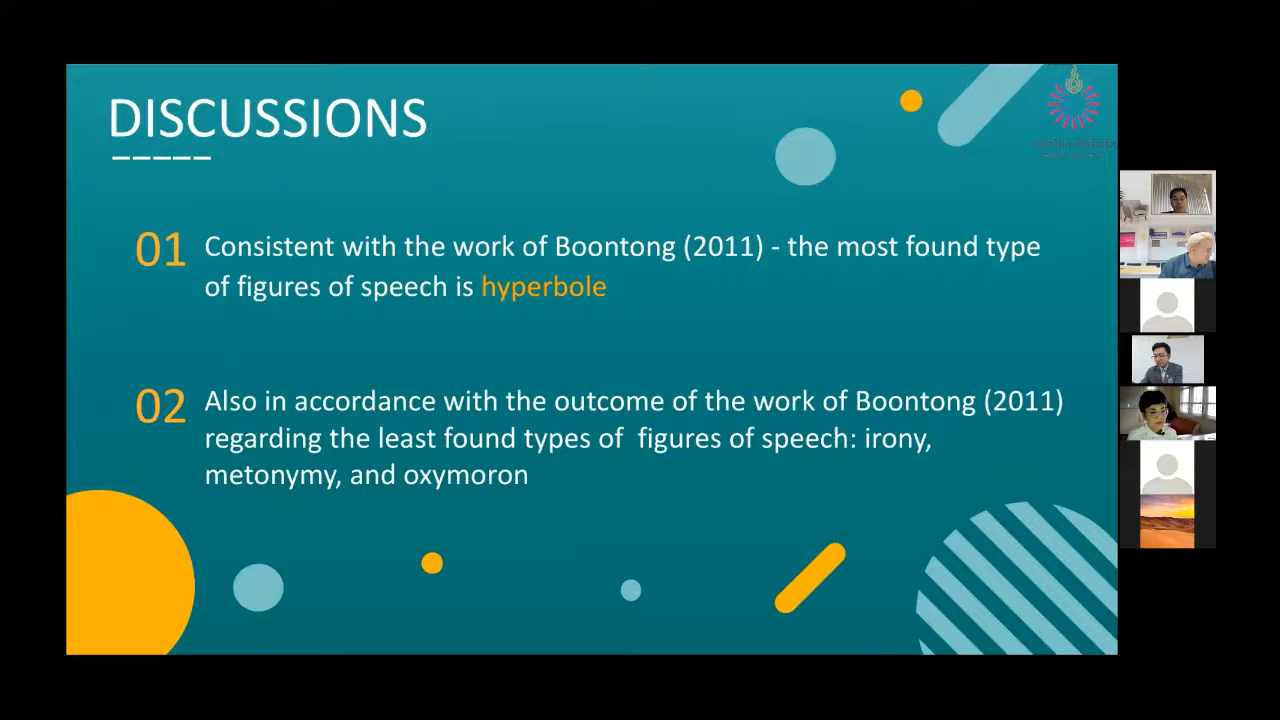 DISCUSSIONS
01 Consistent with the work of Boontong (2011) - the most found type
of figures of speech is hyperbole
02 Also in accordance with the outcome of the work of Boontong (2011)
regarding the least found types of figures of speech: irony,
metonymy, and oxymoron